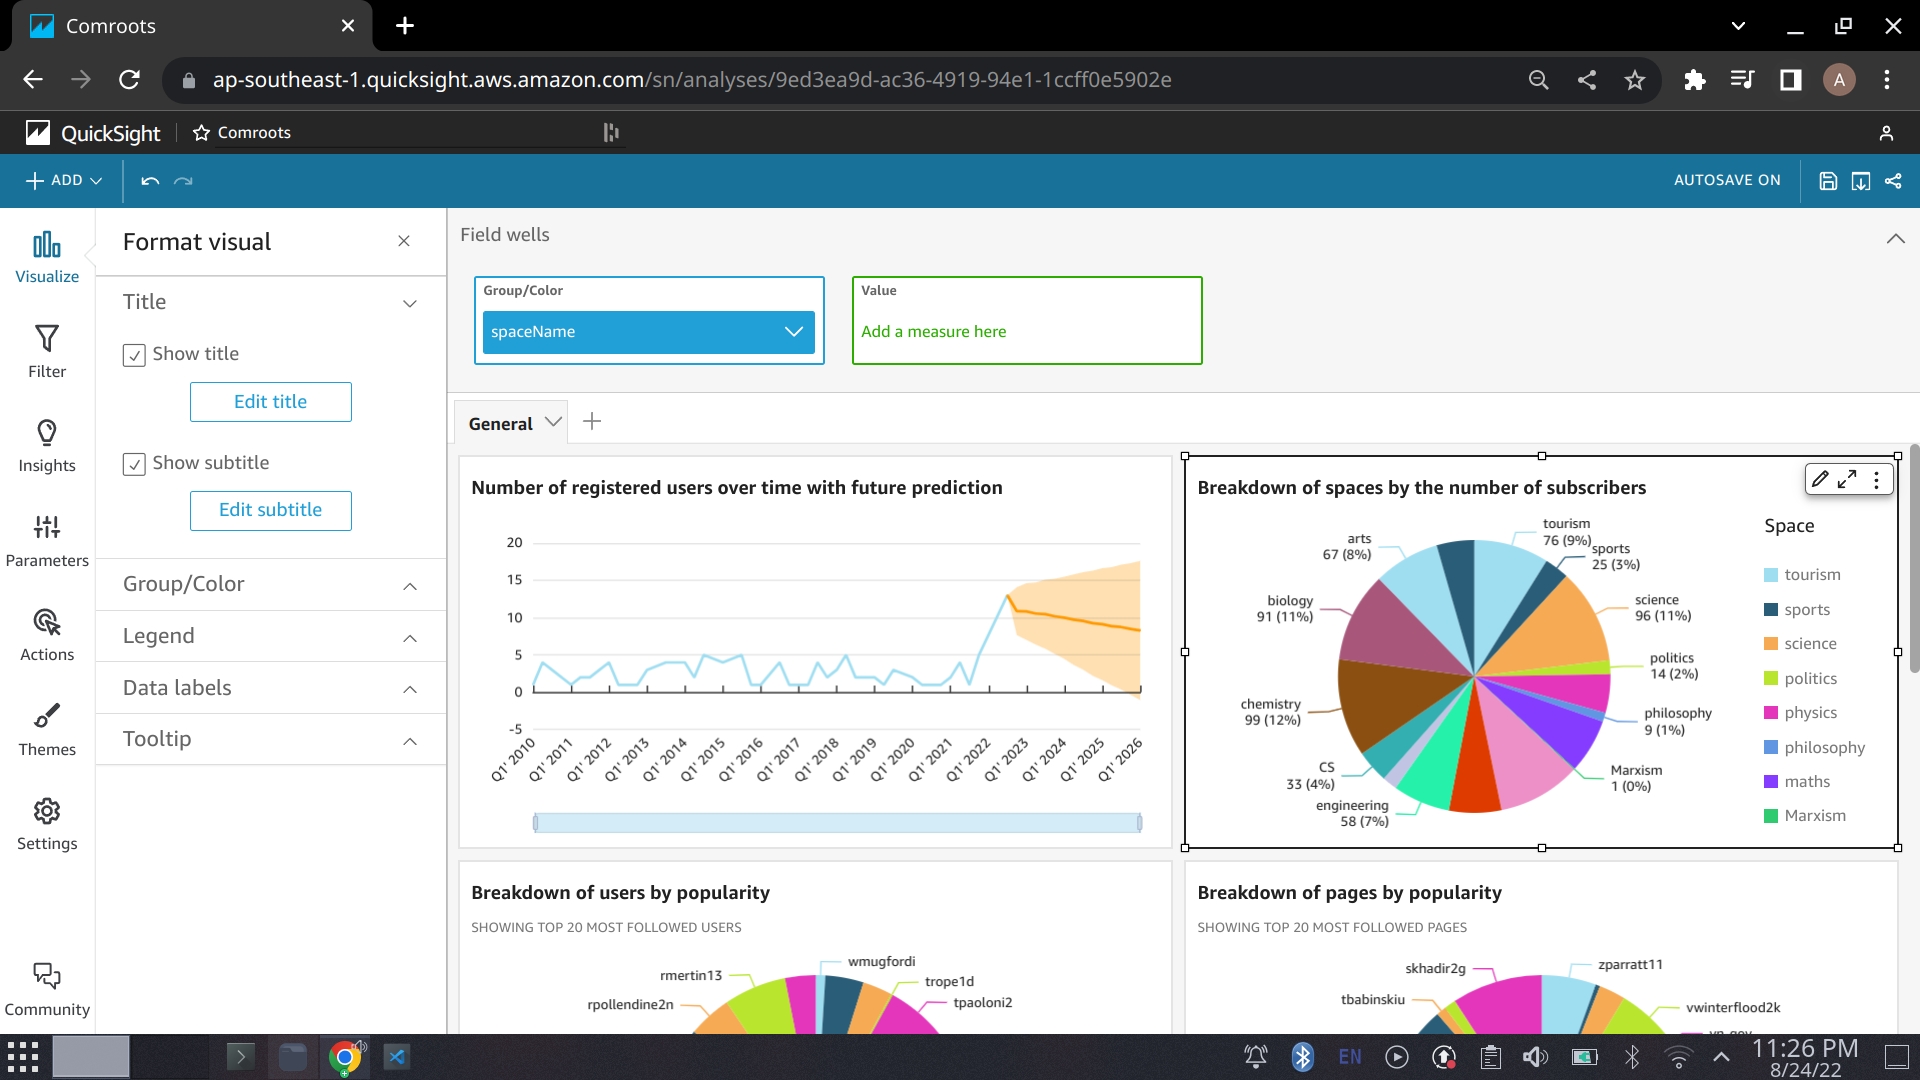 Comroots
ap-southeast-1.quicksight.aws.amazon.com/sn/analyses/9ed3ea9d-ac36-4919-94e1-1ccff0e5902e
A
QuickSight
Comroots
ADD
AUTOSAVE ON
Visualize
Filter
Insights
Parameters
Actions
Themes
Settings
Community
Format visual
Title
Show title
Edit title
Show subtitle
Edit subtitle
Group/Color
Legend
Data labels
Tooltip
Field wells
Group/Color
spaceName
Value
Add a measure here
General
Number of registered users over time with future prediction
20
15
10
5
0
-5
Q1' 2010
Q1' 2011
Q1' 2012
Q1' 2013
Q1' 2014
Q1' 2015
Q1' 2016
Q1' 2017
Q1' 2018
Q1' 2019
Q1' 2020
Q1' 2021
Q1' 2022
Q1' 2023
Q1' 2024
Q1' 2025
Q1' 2026
Breakdown of spaces by the number of subscribers
tourism
76 (9%)
sports
25 (3%)
science
96 (11%)
politics
14 (2%)
philosophy
9 (1%)
Marxism
1 (0%)
engineering
58 (7%)
CS
33 (4%)
chemistry
99 (12%)
biology
91 (11%)
arts
67 (8%)
Space
tourism
sports
science
politics
physics
philosophy
maths
Marxism
Breakdown of users by popularity
SHOWING TOP 20 MOST FOLLOWED USERS
wmugfordi
rmertin13
trope1d
rpollendine2n
tpaoloni2
Breakdown of pages by popularity
SHOWING TOP 20 MOST FOLLOWED PAGES
skhadir2g
zparratt11
tbabinskiu
vwinterflood2k
EN
11:26 PM
8/24/22